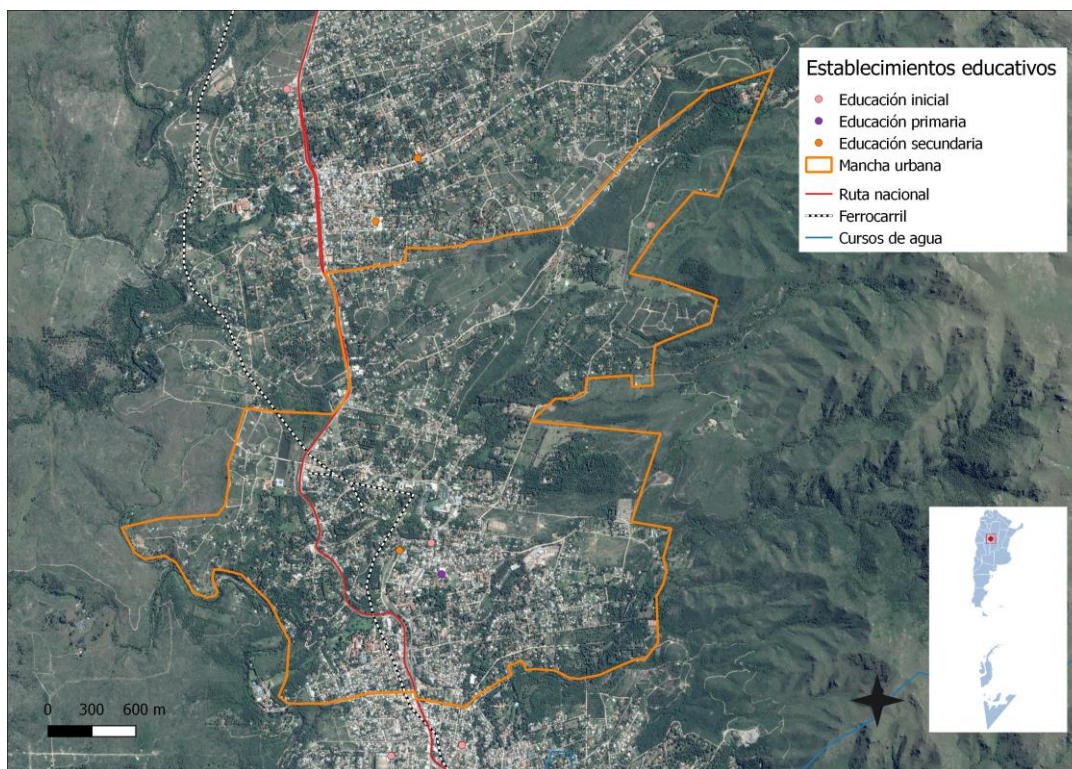 Establecimientos educativos
Educación inicial
Educación primaria
Educación secundaria
Mancha urbana
Ruta nacional
Ferrocarril
Cursos de agua
0 300 600 m